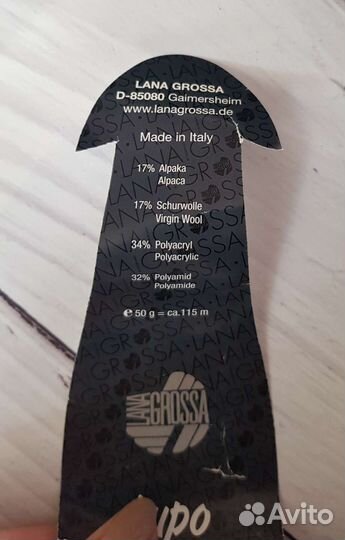 LANA GROSSA
D-85080 Gaimersheim
www.lanagrossa.de
Made in Italy
17% Alpaka
Alpaca
17% Schurwolle
Virgin Wool
34% Polyacryl
Polyacrylic
32% Polyamid
Polyamide
℮ 50 g = ca.115 m
LANA
GROSSA
Avito